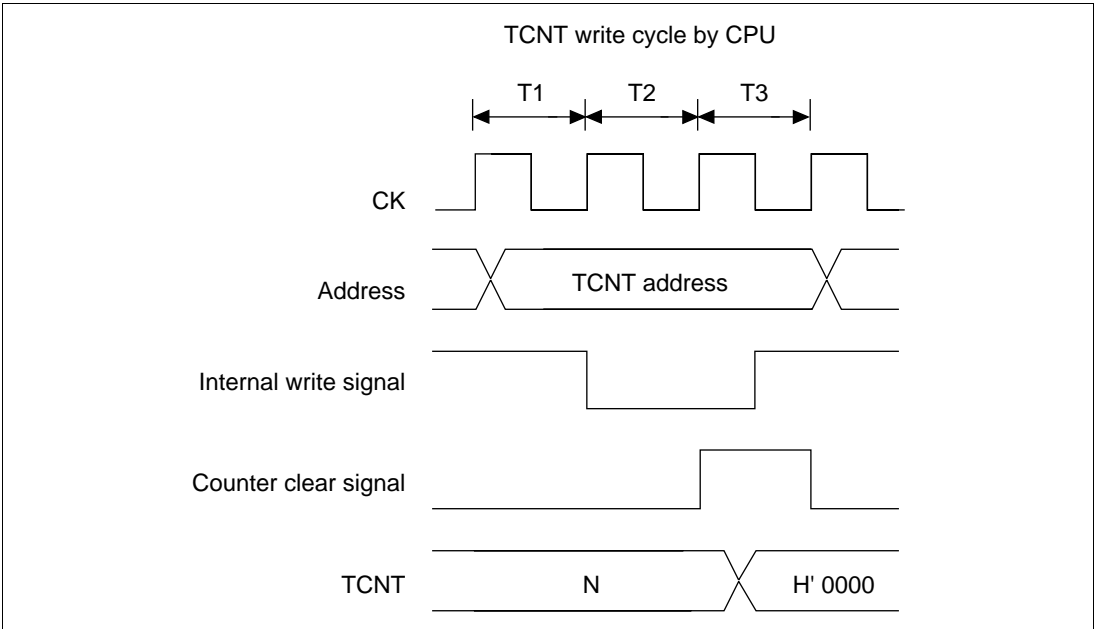 TCNT write cycle by CPU
T1 T2 T3
CK
Address
TCNT address
Internal write signal
Counter clear signal
TCNT
N
H' 0000